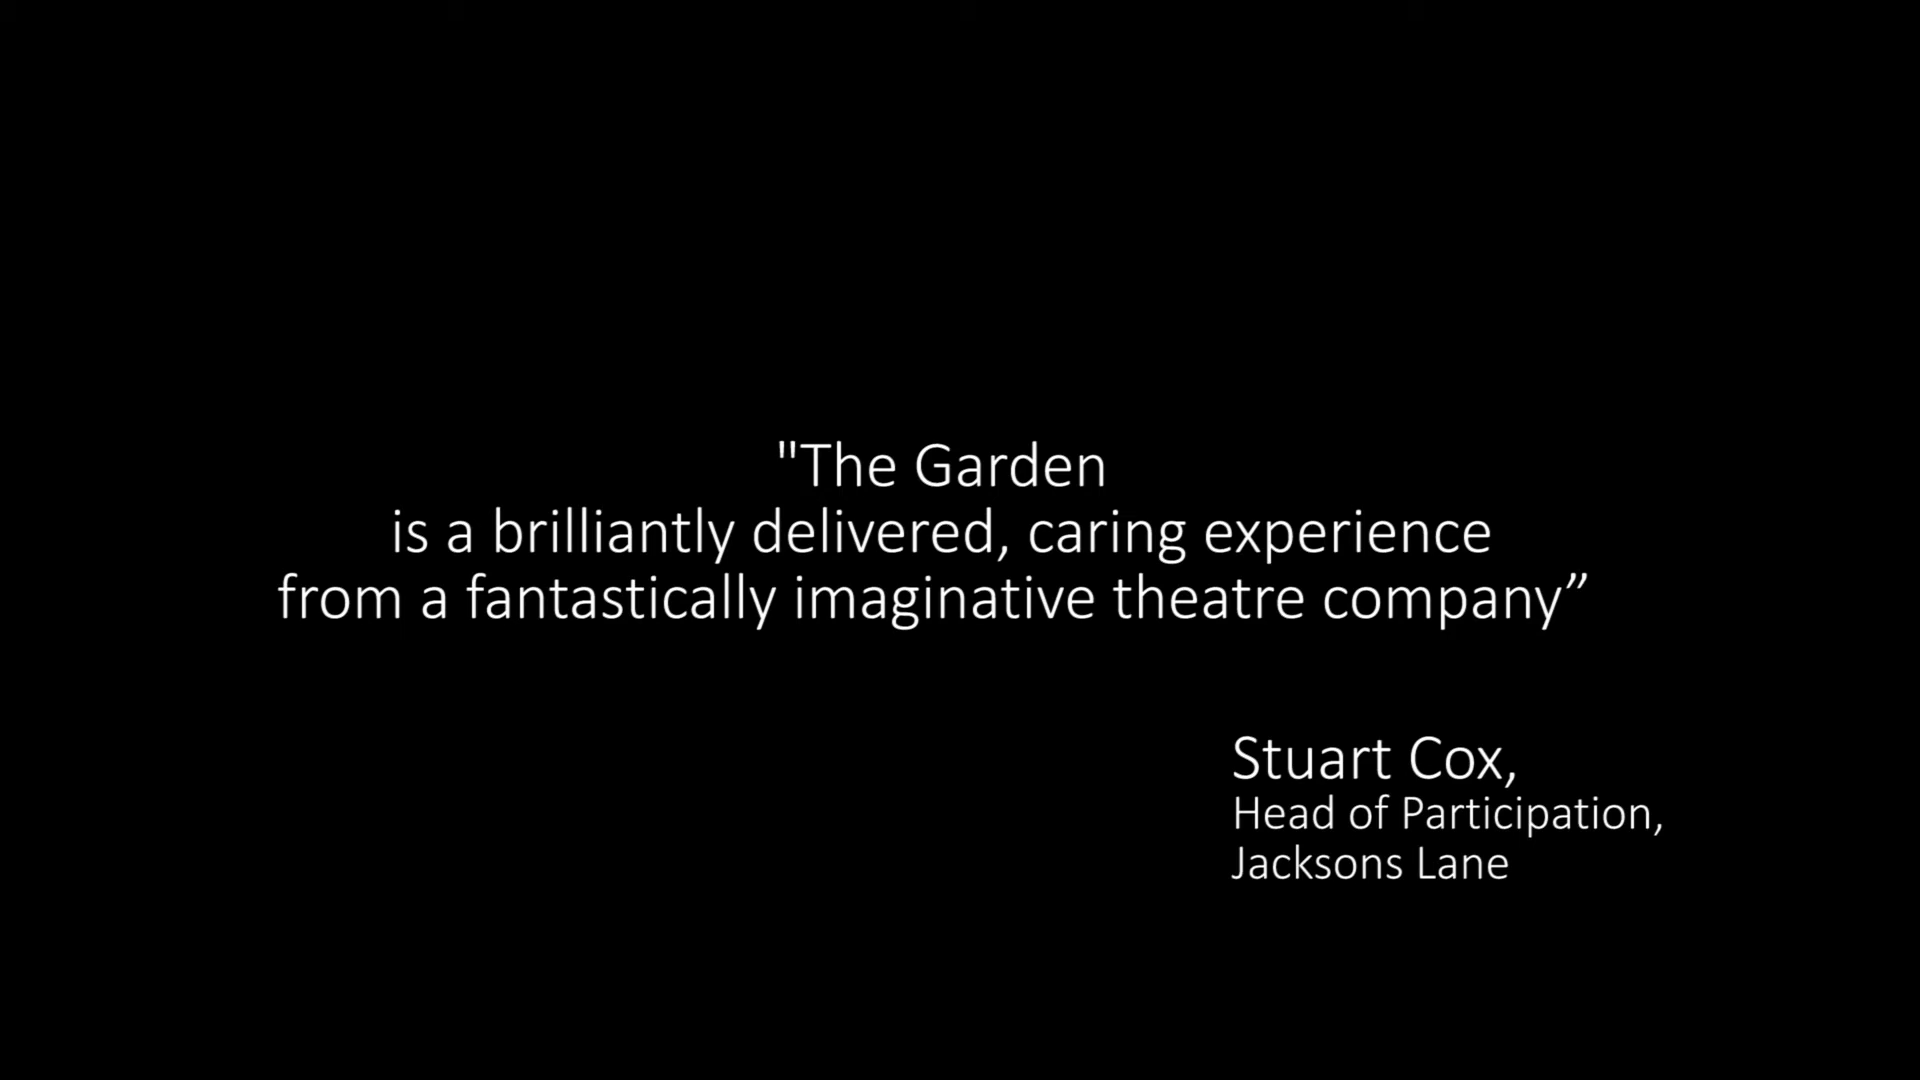 "The Garden
is a brilliantly delivered, caring experience
from a fantastically imaginative theatre company”
Stuart Cox,
Head of Participation,
Jacksons Lane